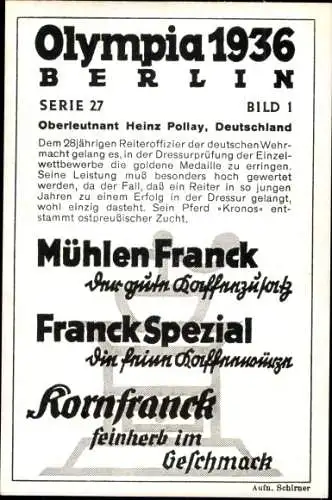 Olympia 1936
BERLIN
SERIE 27 BILD 1
Oberleutnant Heinz Pollay, Deutschland
Dem 28jährigen Reiteroffizier der deutschen Wehr-
macht gelang es, in der Dressurprüfung der Einzel-
wettbewerbe die goldene Medaille zu erringen.
Seine Leistung muß besonders hoch gewertet
werden, da der Fall, daß ein Reiter in so jungen
Jahren zu einem Erfolg in der Dressur gelangt,
wohl einzig dasteht. Sein Pferd »Kronos« ent-
stammt ostpreußischer Zucht.
Mühlen Franck
der gute Kaffeezusatz
Franck Spezial
die feine Kaffeewürze
Kornfranck
feinherb im
Geschmack
Aufn. Schirner